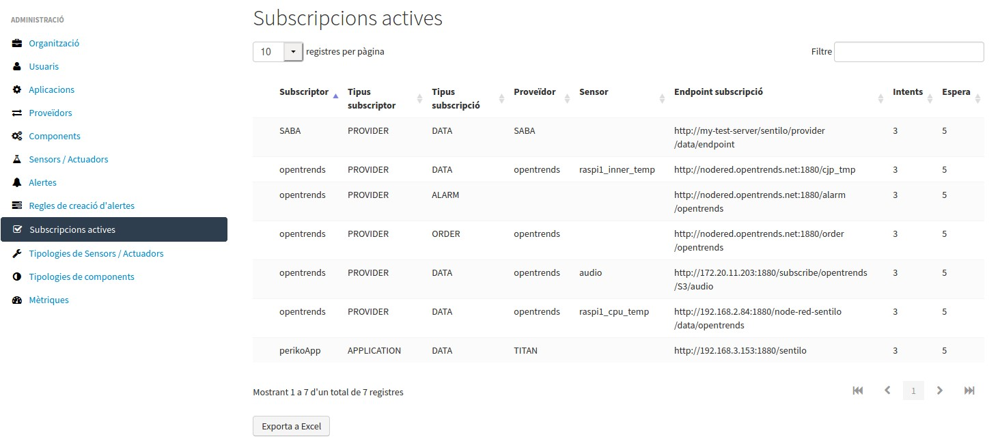 ADMINISTRACIÓ
Organització
Usuaris
Aplicacions
Proveïdors
Components
Sensors / Actuadors
Alertes
Regles de creació d'alertes
Subscripcions actives
Tipologies de Sensors / Actuadors
Tipologies de components
Mètriques
Subscripcions actives
10 registres per pàgina
Filtre
Subscriptor Tipus subscriptor Tipus subscripció Proveïdor Sensor Endpoint subscripció Intents Espera
SABA PROVIDER DATA SABA http://my-test-server/sentilo/provider 3 5
/data/endpoint
opentrends PROVIDER DATA opentrends raspi1_inner_temp http://nodered.opentrends.net:1880/cjp_tmp 3 5
opentrends PROVIDER ALARM http://nodered.opentrends.net:1880/alarm 3 5
/opentrends
opentrends PROVIDER ORDER opentrends http://nodered.opentrends.net:1880/order 3 5
/opentrends
opentrends PROVIDER DATA opentrends audio http://172.20.11.203:1880/subscribe/opentrends 3 5
/S3/audio
opentrends PROVIDER DATA opentrends raspi1_cpu_temp http://192.168.2.84:1880/node-red-sentilo 3 5
/data/opentrends
perikoApp APPLICATION DATA TITAN http://192.168.3.153:1880/sentilo 3 5
Mostrant 1 a 7 d'un total de 7 registres
1
Exporta a Excel